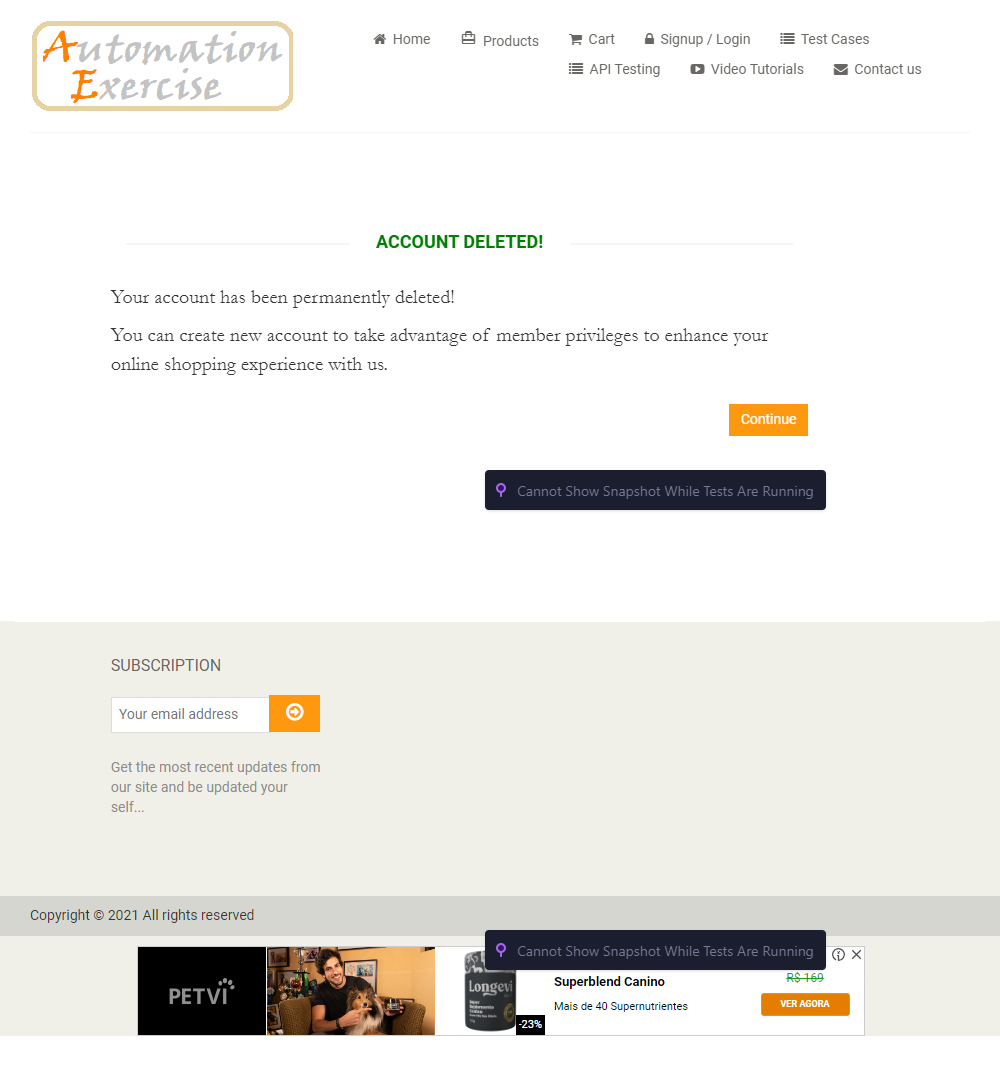 Automation
Exercise
Home
Products
Cart
Signup / Login
Test Cases
API Testing
Video Tutorials
Contact us
ACCOUNT DELETED!
Your account has been permanently deleted!
You can create new account to take advantage of member privileges to enhance your
online shopping experience with us.
Continue
Cannot Show Snapshot While Tests Are Running
SUBSCRIPTION
Your email address
Get the most recent updates from
our site and be updated your
self...
Copyright © 2021 All rights reserved
Cannot Show Snapshot While Tests Are Running
PETVI
Longevi
-23%
Superblend Canino
Mais de 40 Supernutrientes
R$ 169
VER AGORA